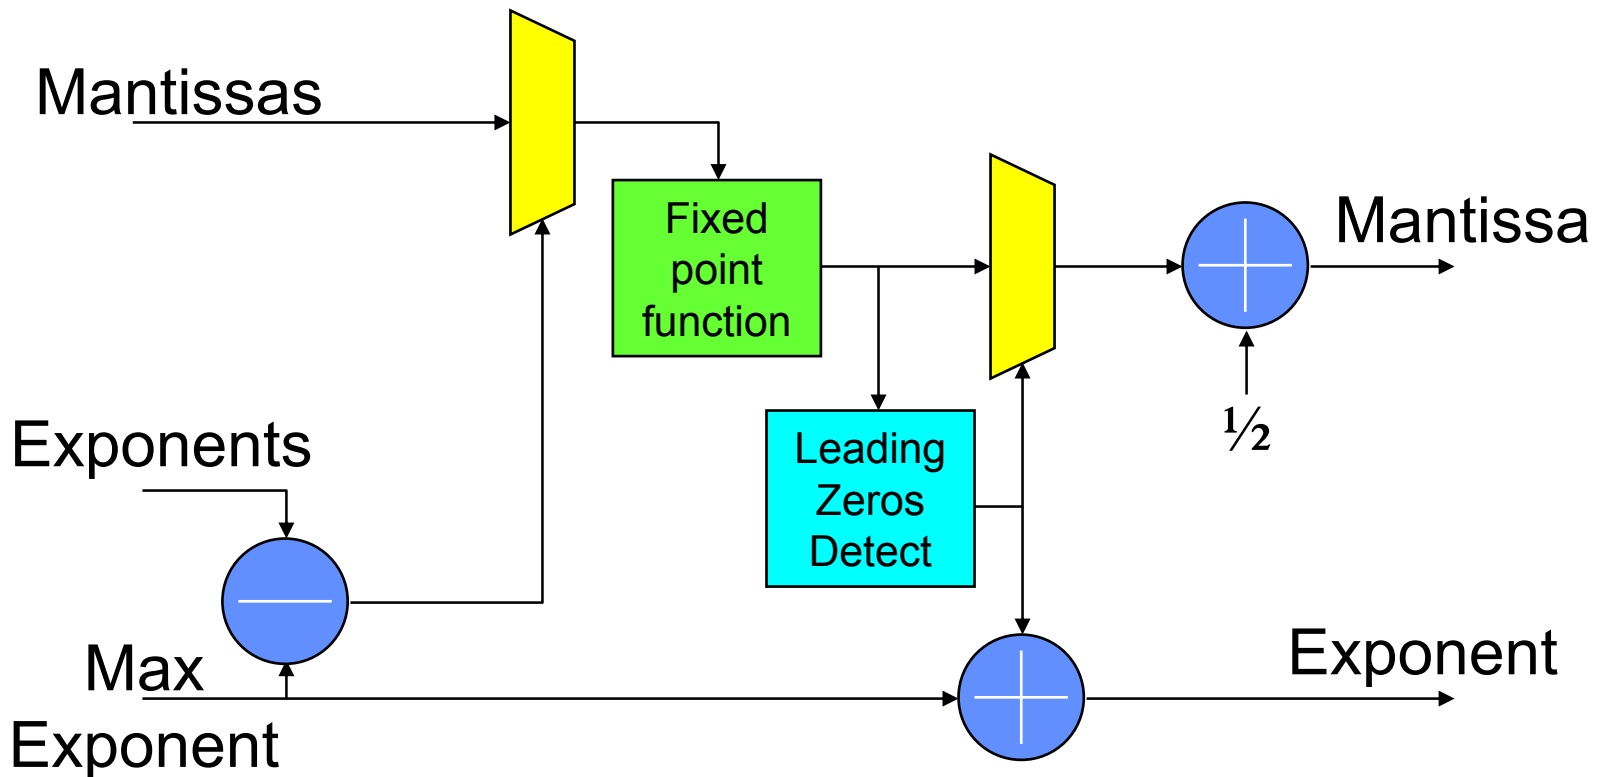 Mantissas
Fixed
point
function
Mantissa
½
Exponents
Leading
Zeros
Detect
Max
Exponent
Exponent